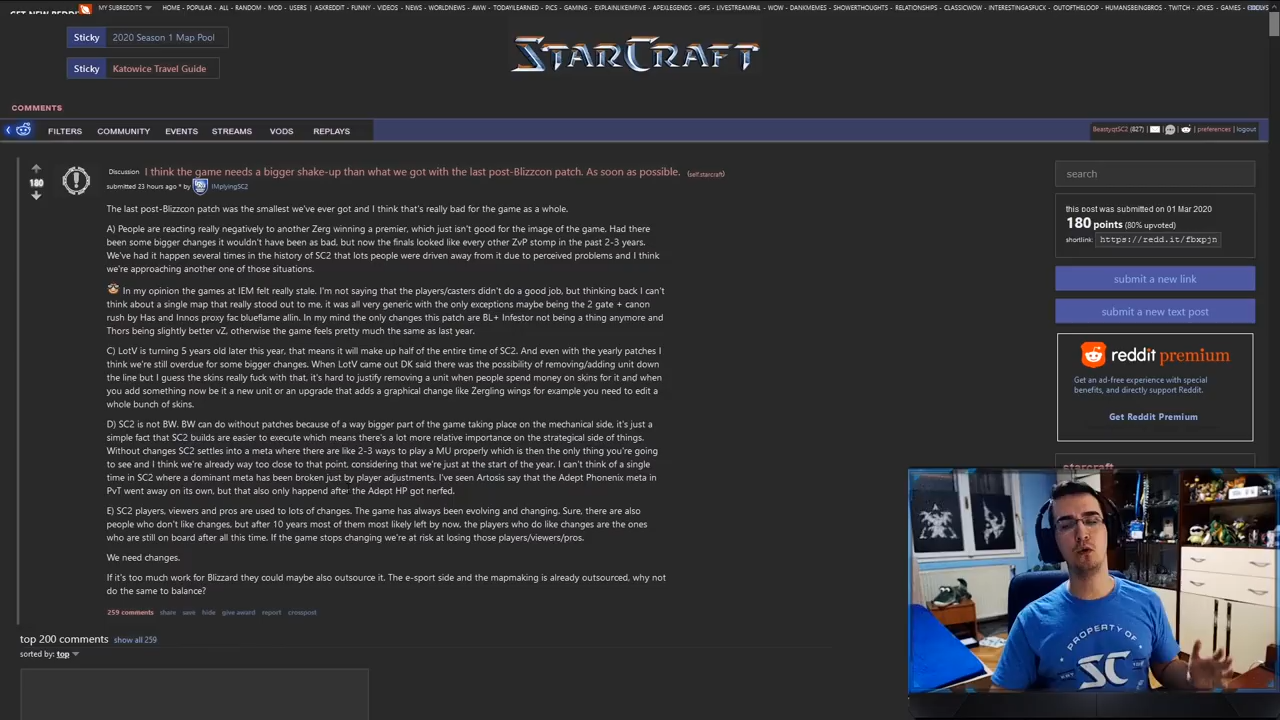 MY SUBREDDITS
HOME - POPULAR - ALL - RANDOM - MOD - USERS | ASKREDDIT - FUNNY - VIDEOS - NEWS - WORLDNEWS - AWW - TODAYILEARNED - PICS - GAMING - EXPLAINLIKEIMFIVE - APEXLEGENDS - GIFS - LIVESTREAMFAIL - WOW - DANKMEMES - SHOWERTHOUGHTS - RELATIONSHIPS - CLASSICWOW - INTERESTINGASFUCK - OUTOFTHELOOP - HUMANSBEINGBROS - TWITCH - JOKES - GAMES -
Sticky 2020 Season 1 Map Pool
Sticky Katowice Travel Guide
STARCRAFT
COMMENTS
FILTERS COMMUNITY EVENTS STREAMS VODS REPLAYS
BeastyqtSC2 (827) | preferences | logout
180
Discussion I think the game needs a bigger shake-up than what we got with the last post-Blizzcon patch. As soon as possible. (self.starcraft)
submitted 23 hours ago * by IMplyingSC2
The last post-Blizzcon patch was the smallest we've ever got and I think that's really bad for the game as a whole.
A) People are reacting really negatively to another Zerg winning a premier, which just isn't good for the image of the game. Had there
been some bigger changes it wouldn't have been as bad, but now the finals looked like every other ZvP stomp in the past 2-3 years.
We've had it happen several times in the history of SC2 that lots people were driven away from it due to perceived problems and I think
we're approaching another one of those situations.
In my opinion the games at IEM felt really stale. I'm not saying that the players/casters didn't do a good job, but thinking back I can't
think about a single map that really stood out to me, it was all very generic with the only exceptions maybe being the 2 gate + canon
rush by Has and Innos proxy fac blueflame allin. In my mind the only changes this patch are BL+ Infestor not being a thing anymore and
Thors being slightly better vZ, otherwise the game feels pretty much the same as last year.
C) LotV is turning 5 years old later this year, that means it will make up half of the entire time of SC2. And even with the yearly patches I
think we're still overdue for some bigger changes. When LotV came out DK said there was the possibility of removing/adding unit down
the line but I guess the skins really fuck with that, it's hard to justify removing a unit when people spend money on skins for it and when
you add something now be it a new unit or an upgrade that adds a graphical change like Zergling wings for example you need to edit a
whole bunch of skins.
D) SC2 is not BW. BW can do without patches because of a way bigger part of the game taking place on the mechanical side, it's just a
simple fact that SC2 builds are easier to execute which means there's a lot more relative importance on the strategical side of things.
Without changes SC2 settles into a meta where there are like 2-3 ways to play a MU properly which is then the only thing you're going
to see and I think we're already way too close to that point, considering that we're just at the start of the year. I can't think of a single
time in SC2 where a dominant meta has been broken just by player adjustments. I've seen Artosis say that the Adept Phonenix meta in
PvT went away on its own, but that also only happend after the Adept HP got nerfed.
E) SC2 players, viewers and pros are used to lots of changes. The game has always been evolving and changing. Sure, there are also
people who don't like changes, but after 10 years most of them most likely left by now, the players who do like changes are the ones
who are still on board after all this time. If the game stops changing we're at risk at losing those players/viewers/pros.
We need changes.
If it's too much work for Blizzard they could maybe also outsource it. The e-sport side and the mapmaking is already outsourced, why not
do the same to balance?
259 comments share save hide give award report crosspost
top 200 comments show all 259
sorted by: top
search
this post was submitted on 01 Mar 2020
180 points (80% upvoted)
shortlink: https://redd.it/fbxpjn
submit a new link
submit a new text post
reddit premium
Get an ad-free experience with special
benefits, and directly support Reddit.
Get Reddit Premium
starcraft
PROPERTY OF
SC